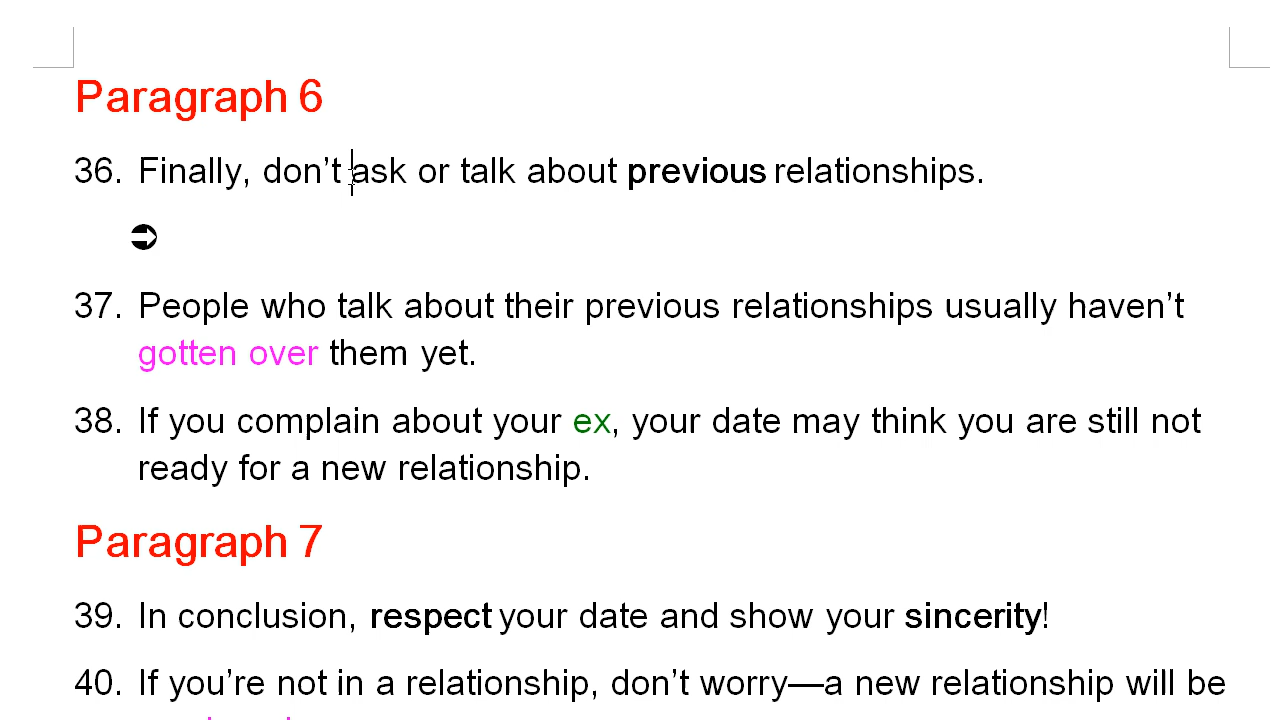 Paragraph 6
36. Finally, don’t ask or talk about previous relationships.
➲
37. People who talk about their previous relationships usually haven’t
gotten over them yet.
38. If you complain about your ex, your date may think you are still not
ready for a new relationship.
Paragraph 7
39. In conclusion, respect your date and show your sincerity!
40. If you’re not in a relationship, don’t worry—a new relationship will be